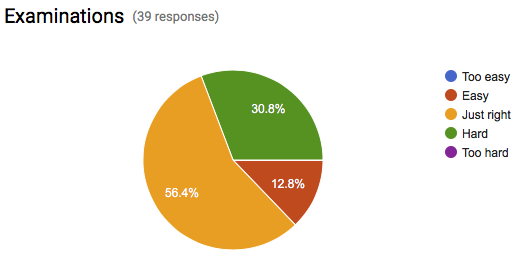 Examinations (39 responses)
Too easy
Easy
Just right
Hard
Too hard
30.8%
12.8%
56.4%